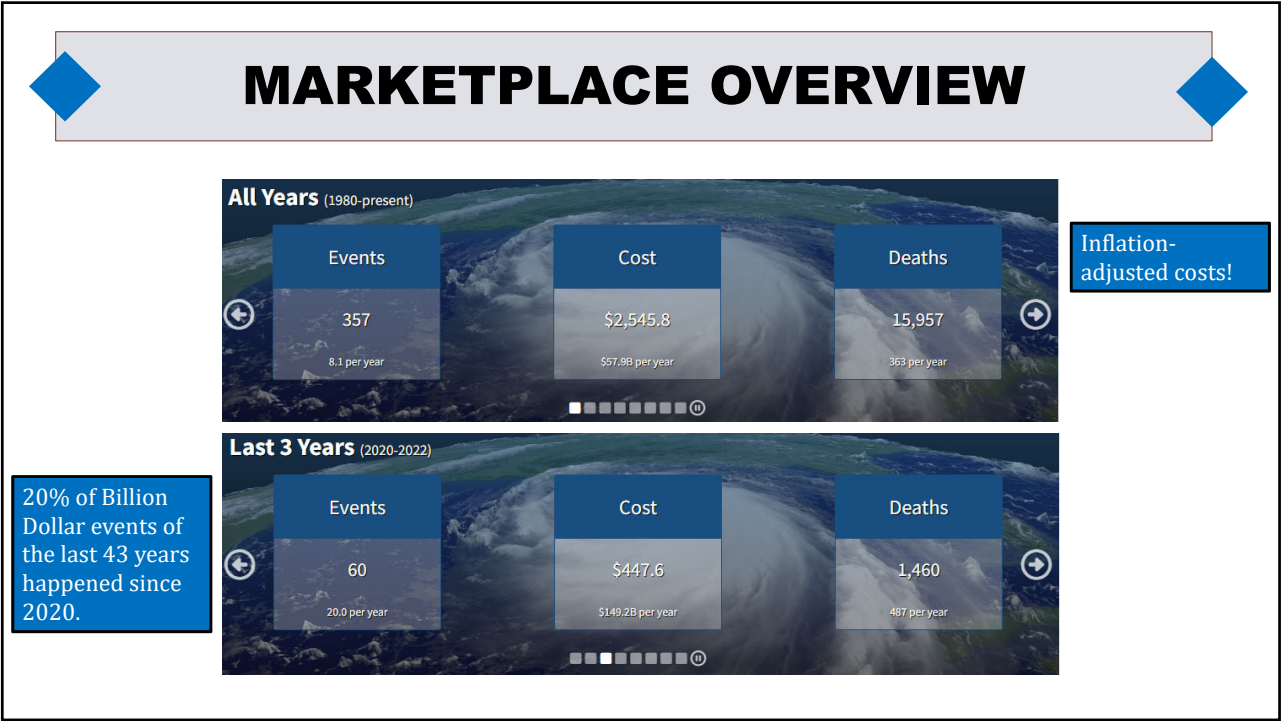 MARKETPLACE OVERVIEW
All Years (1980-present)
Events
357
8.1 per year
Cost
$2,545.8
$57.9B per year
Deaths
15,957
363 per year
Inflation-
adjusted costs!
Last 3 Years (2020-2022)
Events
60
20.0 per year
Cost
$447.6
$149.2B per year
Deaths
1,460
487 per year
20% of Billion
Dollar events of
the last 43 years
happened since
2020.